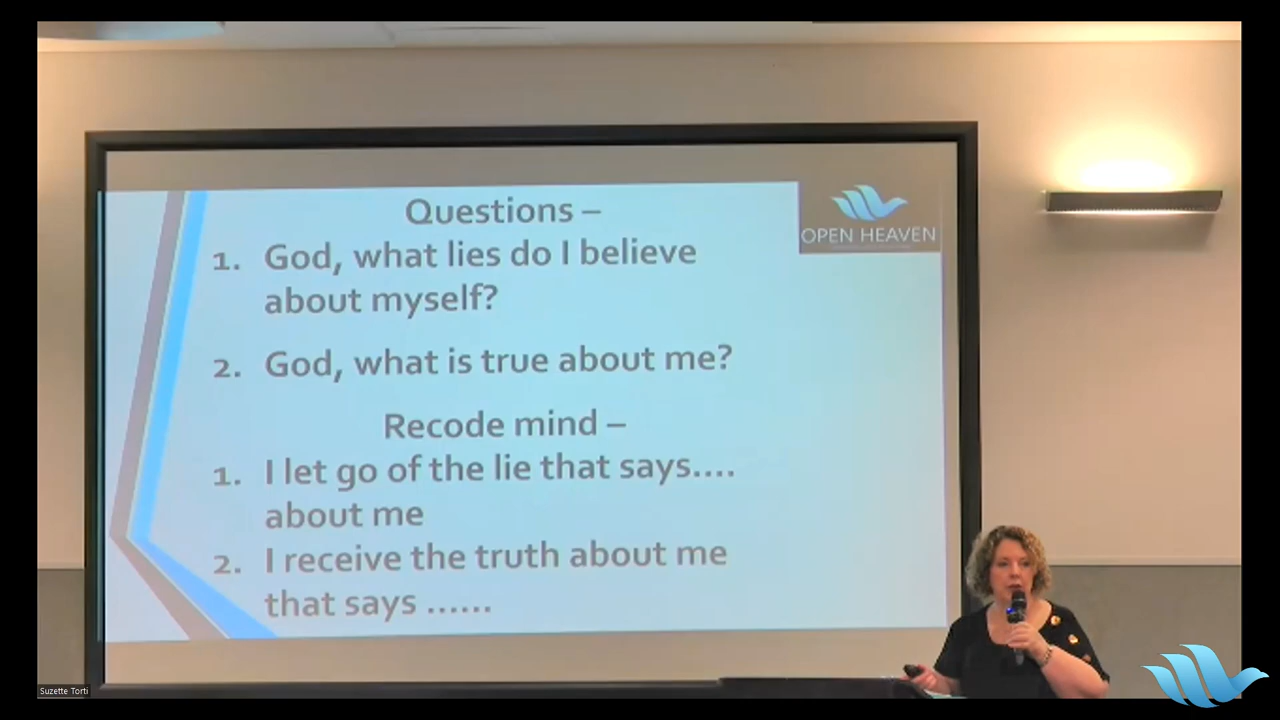 Questions –
1. God, what lies do I believe
about myself?
2. God, what is true about me?
Recode mind –
1. I let go of the lie that says....
about me
2. I receive the truth about me
that says ......
OPEN HEAVEN
Suzette Torti